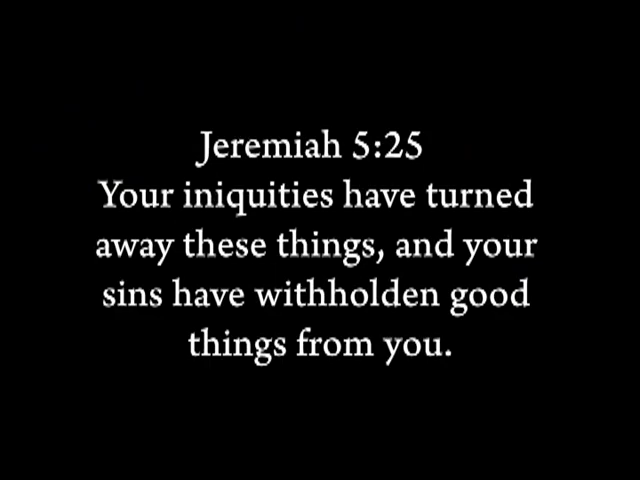 Jeremiah 5:25
Your iniquities have turned
away these things, and your
sins have withholden good
things from you.